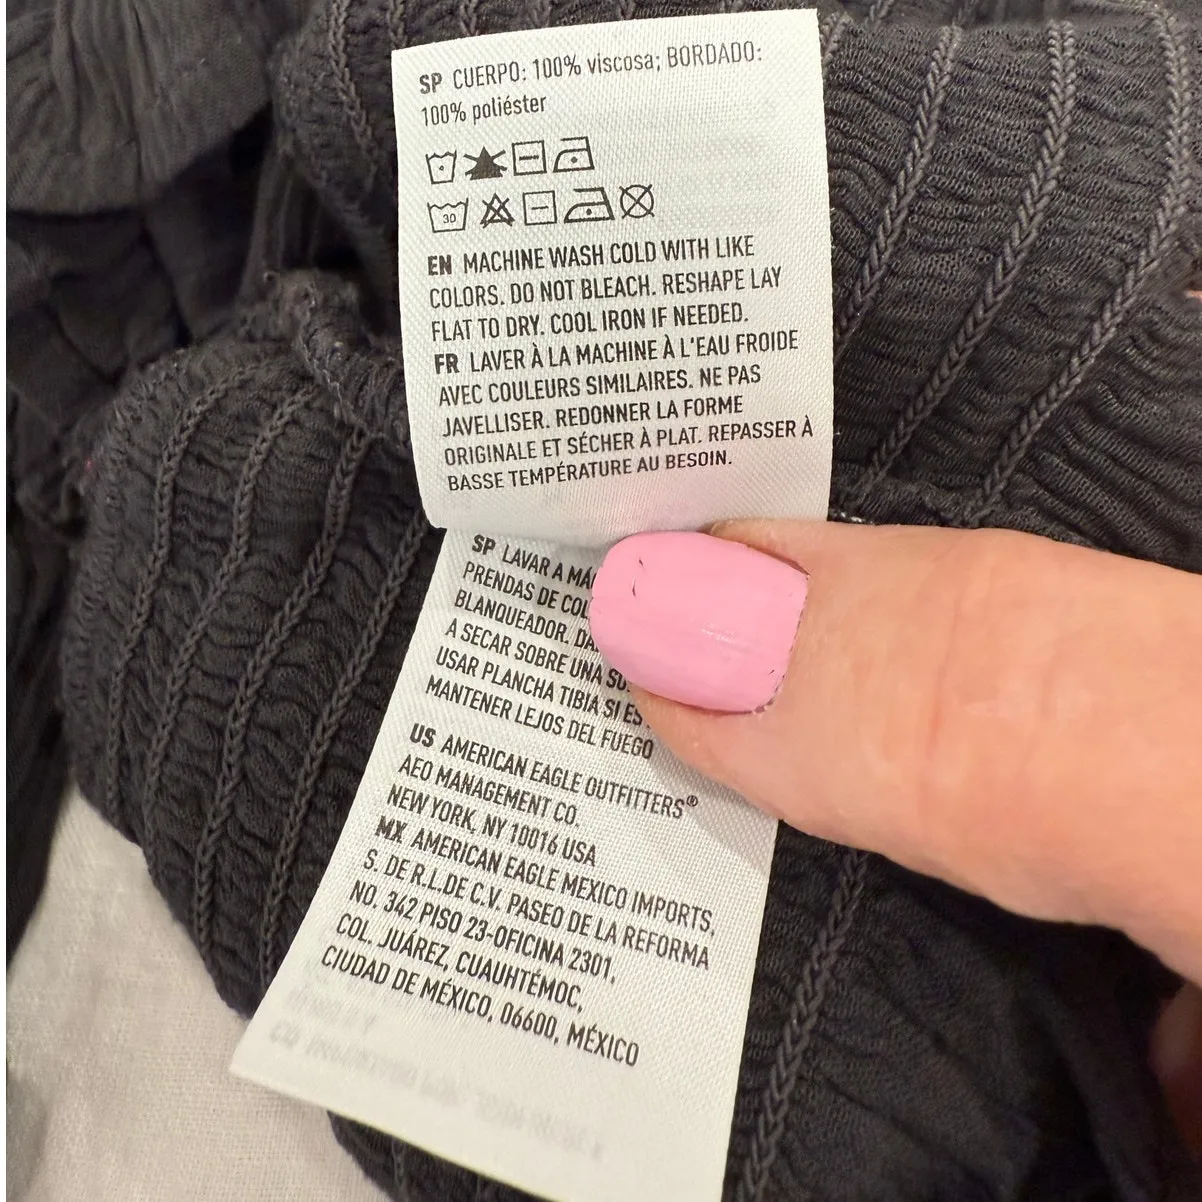 SP CUERPO: 100% viscosa; BORDADO:
100% poliéster
30
EN MACHINE WASH COLD WITH LIKE
COLORS. DO NOT BLEACH. RESHAPE LAY
FLAT TO DRY. COOL IRON IF NEEDED.
FR LAVER À LA MACHINE À L'EAU FROIDE
AVEC COULEURS SIMILAIRES. NE PAS
JAVELLISER. REDONNER LA FORME
ORIGINALE ET SÉCHER À PLAT. REPASSER À
BASSE TEMPÉRATURE AU BESOIN.
SP LAVAR A
PRENDAS DE
BLANQUEADOR.
A SECAR SOBRE UNA
USAR PLANCHA TIBIA SI
MANTENER LEJOS DEL FUEGO
US AMERICAN EAGLE OUTFITTERS®
AEO MANAGEMENT CO.
NEW YORK, NY 10016 USA
MX AMERICAN EAGLE MEXICO IMPORTS,
S. DE R.L.DE C.V. PASEO DE LA REFORMA
NO. 342 PISO 23-OFICINA 2301,
COL. JUÁREZ, CUAUHTÉMOC,
CIUDAD DE MÉXICO, 06600, MÉXICO